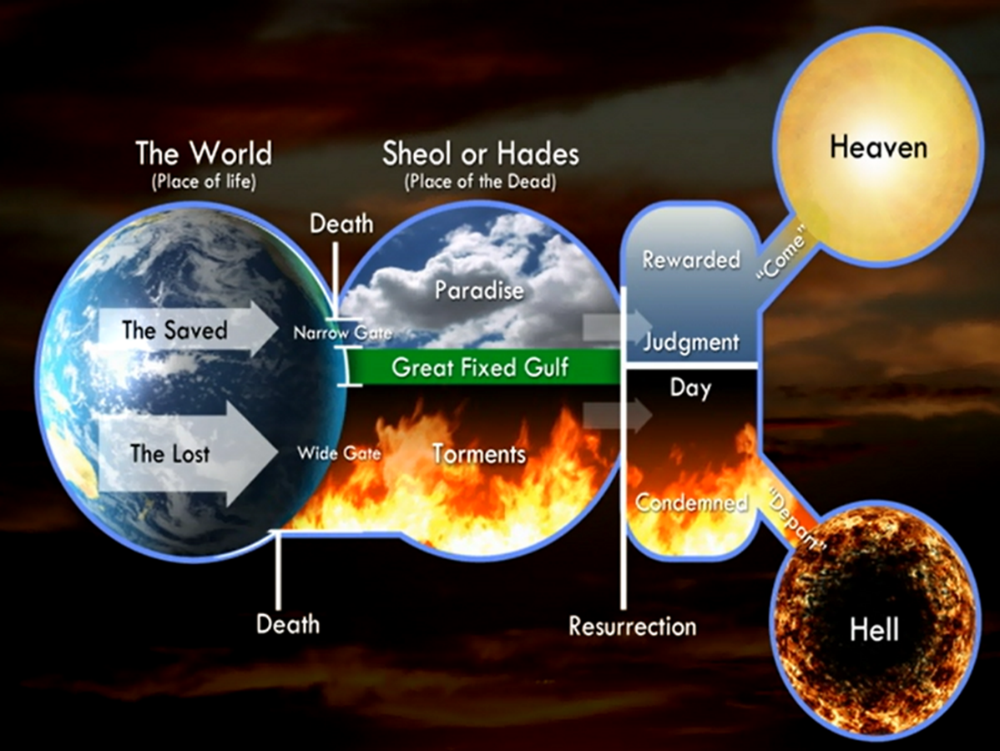 Heaven
The World
(Place of life)
Sheol or Hades
(Place of the Dead)
Death
"Come"
Rewarded
Paradise
The Saved
Narrow Gate
Judgment
Great Fixed Gulf
Day
The Lost
Wide Gate
Torments
Condemned
"Depart"
Death
Resurrection
Hell